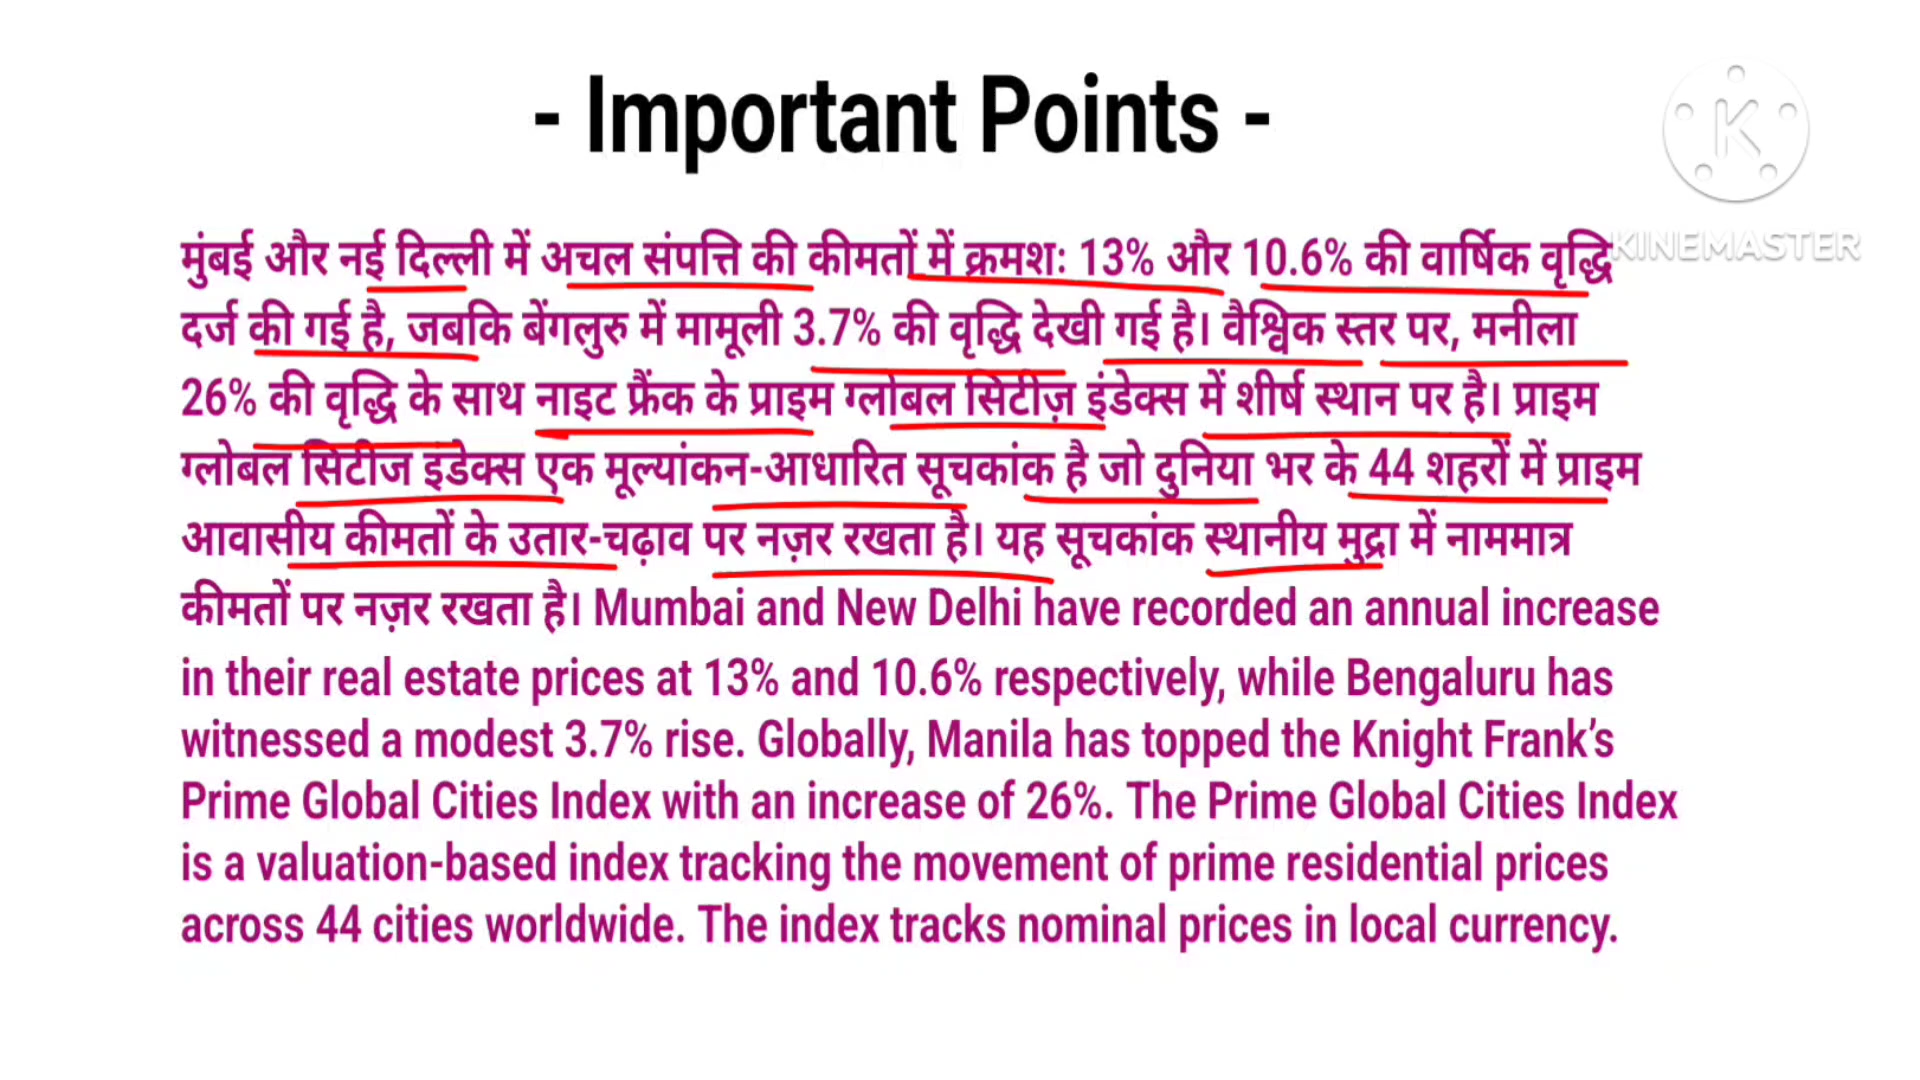 - Important Points -
KINEMASTER
मुंबई और नई दिल्ली में अचल संपत्ति की कीमतों में क्रमशः 13% और 10.6% की वार्षिक वृद्धि
दर्ज की गई है, जबकि बेंगलुरु में मामूली 3.7% की वृद्धि देखी गई है। वैश्विक स्तर पर, मनीला
26% की वृद्धि के साथ नाइट फ्रैंक के प्राइम ग्लोबल सिटीज़ इंडेक्स में शीर्ष स्थान पर है। प्राइम
ग्लोबल सिटीज इंडेक्स एक मूल्यांकन-आधारित सूचकांक है जो दुनिया भर के 44 शहरों में प्राइम
आवासीय कीमतों के उतार-चढ़ाव पर नज़र रखता है। यह सूचकांक स्थानीय मुद्रा में नाममात्र
कीमतों पर नज़र रखता है। Mumbai and New Delhi have recorded an annual increase
in their real estate prices at 13% and 10.6% respectively, while Bengaluru has
witnessed a modest 3.7% rise. Globally, Manila has topped the Knight Frank’s
Prime Global Cities Index with an increase of 26%. The Prime Global Cities Index
is a valuation-based index tracking the movement of prime residential prices
across 44 cities worldwide. The index tracks nominal prices in local currency.